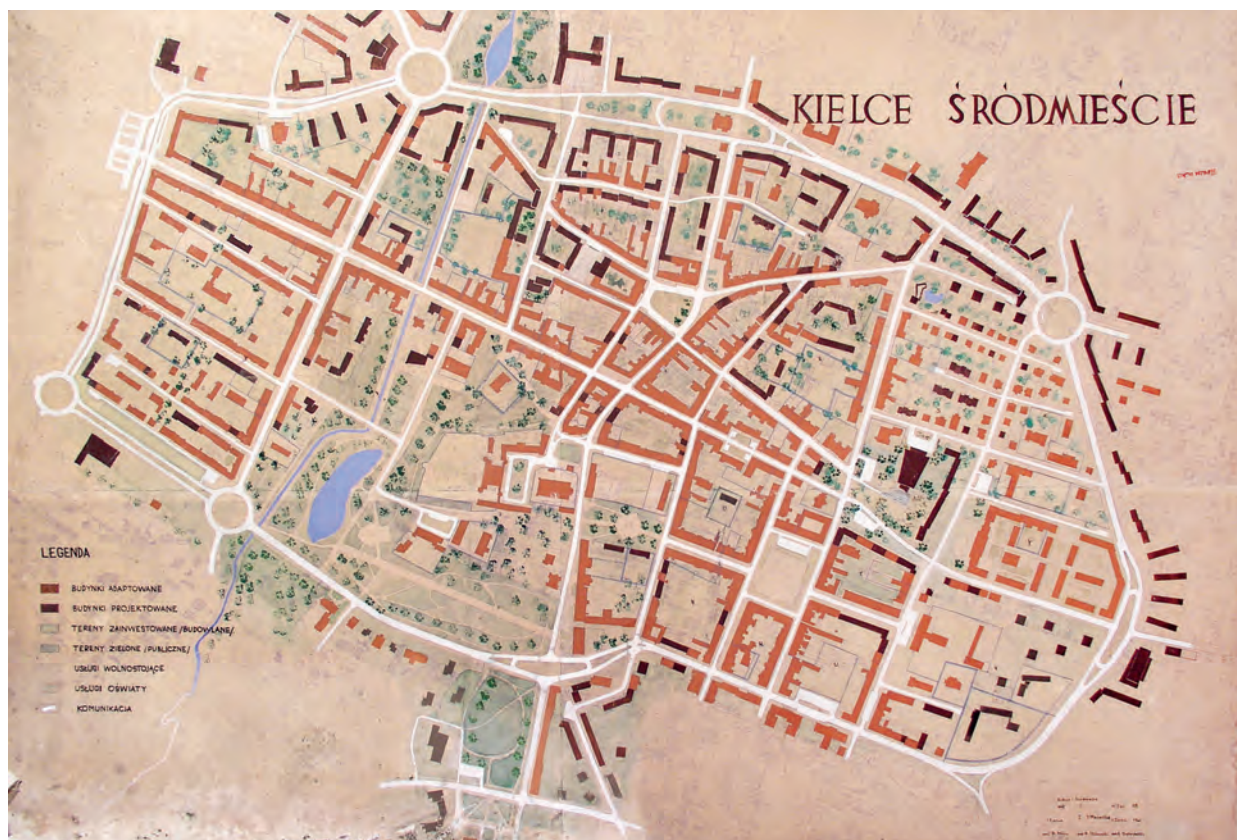 KIELCE ŚRÓDMIEŚCIE
LEGENDA
BUDYNKI ADAPTOWANE
BUDYNKI PROJEKTOWANE
TERENY ZAINWESTOWANE /BUDOWLANE/
TERENY ZIELONE /PUBLICZNE/
USŁUGI WOLNOSTOJĄCE
USŁUGI OŚWIATY
KOMUNIKACJA